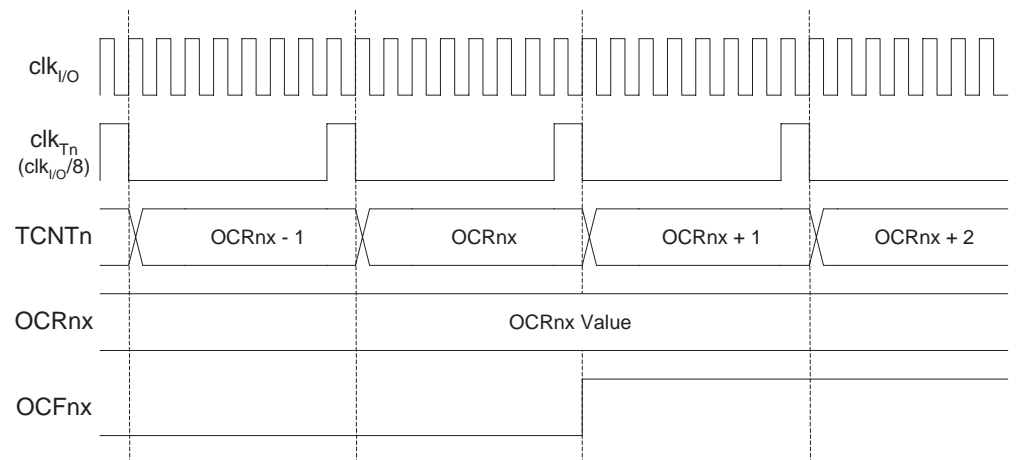 clkI/O
clkTn
(clkI/O/8)
TCNTn
OCRnx - 1
OCRnx
OCRnx + 1
OCRnx + 2
OCRnx
OCRnx Value
OCFnx